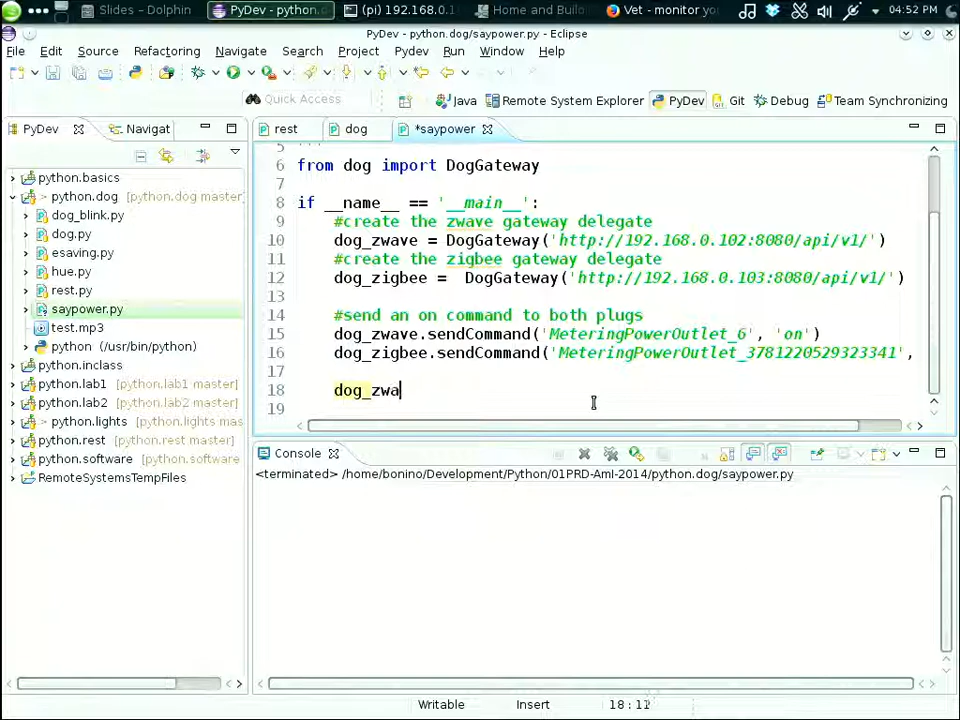 Slides – Dolphin
PyDev - python.
(pi) 192.168.0.1
Home and Buil
Vet - monitor yo
04:52 PM
PyDev - python.dog/saypower.py - Eclipse
File Edit Source Refactoring Navigate Search Project Pydev Run Window Help
Quick Access
Java Remote System Explorer PyDev Git Debug Team Synchronizing
PyDev Navigat
rest dog *saypower
python.basics
> python.dog [python.dog master]
dog_blink.py
dog.py
esaving.py
hue.py
rest.py
saypower.py
test.mp3
python (/usr/bin/python)
python.inclass
python.lab1 [python.lab1 master]
python.lab2 [python.lab2 master]
> python.lights [python.lights
python.rest [python.rest master]
python.software [python.software
RemoteSystemsTempFiles
5 '''
6 from dog import DogGateway
7
8 if __name__ == '__main__':
9 #create the zwave gateway delegate
10 dog_zwave = DogGateway('http://192.168.0.102:8080/api/v1/')
11 #create the zigbee gateway delegate
12 dog_zigbee = DogGateway('http://192.168.0.103:8080/api/v1/')
13
14 #send an on command to both plugs
15 dog_zwave.sendCommand('MeteringPowerOutlet_6', 'on')
16 dog_zigbee.sendCommand('MeteringPowerOutlet_3781220529323341',
17
18 dog_zwa
19
Console
<terminated> /home/bonino/Development/Python/01PRD-AmI-2014/python.dog/saypower.py
Writable Insert 18:11